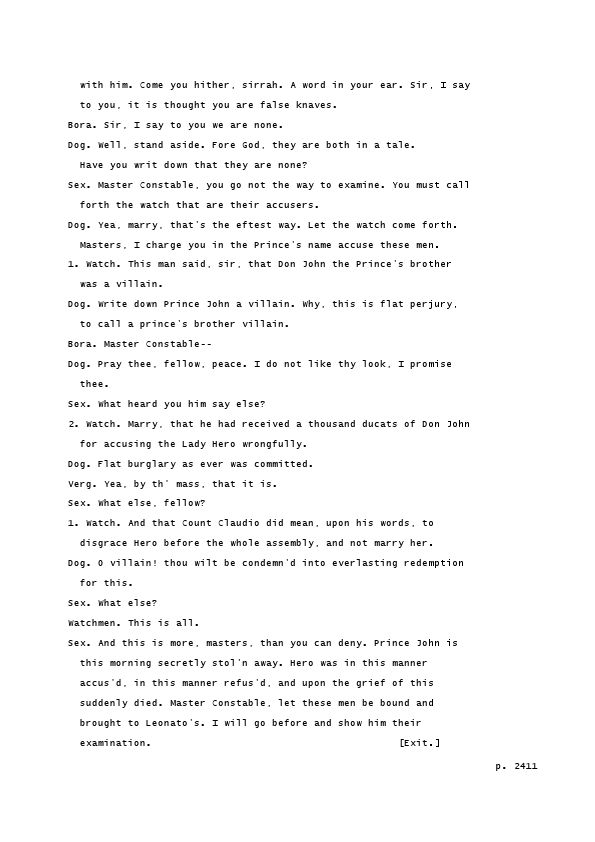 with him. Come you hither, sirrah. A word in your ear. Sir, I say
to you, it is thought you are false knaves.
Bora. Sir, I say to you we are none.
Dog. Well, stand aside. Fore God, they are both in a tale.
Have you writ down that they are none?
Sex. Master Constable, you go not the way to examine. You must call
forth the watch that are their accusers.
Dog. Yea, marry, that's the eftest way. Let the watch come forth.
Masters, I charge you in the Prince's name accuse these men.
1. Watch. This man said, sir, that Don John the Prince's brother
was a villain.
Dog. Write down Prince John a villain. Why, this is flat perjury,
to call a prince's brother villain.
Bora. Master Constable--
Dog. Pray thee, fellow, peace. I do not like thy look, I promise
thee.
Sex. What heard you him say else?
2. Watch. Marry, that he had received a thousand ducats of Don John
for accusing the Lady Hero wrongfully.
Dog. Flat burglary as ever was committed.
Verg. Yea, by th' mass, that it is.
Sex. What else, fellow?
1. Watch. And that Count Claudio did mean, upon his words, to
disgrace Hero before the whole assembly, and not marry her.
Dog. O villain! thou wilt be condemn'd into everlasting redemption
for this.
Sex. What else?
Watchmen. This is all.
Sex. And this is more, masters, than you can deny. Prince John is
this morning secretly stol'n away. Hero was in this manner
accus'd, in this manner refus'd, and upon the grief of this
suddenly died. Master Constable, let these men be bound and
brought to Leonato's. I will go before and show him their
examination. [Exit.]
p. 2411